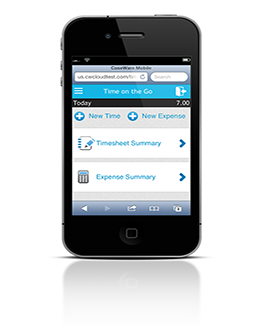 CaseWare Mobile
us.cwcloudtest.com/tim
Search
Time on the Go
Today 7.00
New Time New Expense
Timesheet Summary
Expense Summary